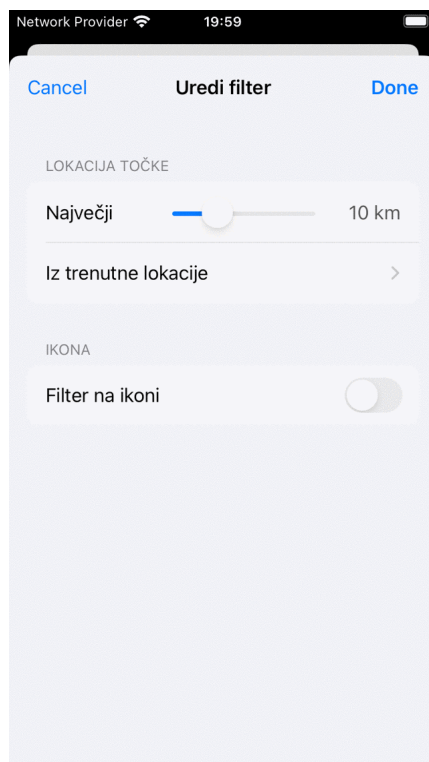 Network Provider 19:59
Cancel Uredi filter Done
LOKACIJA TOČKE
Največji 10 km
Iz trenutne lokacije
IKONA
Filter na ikoni